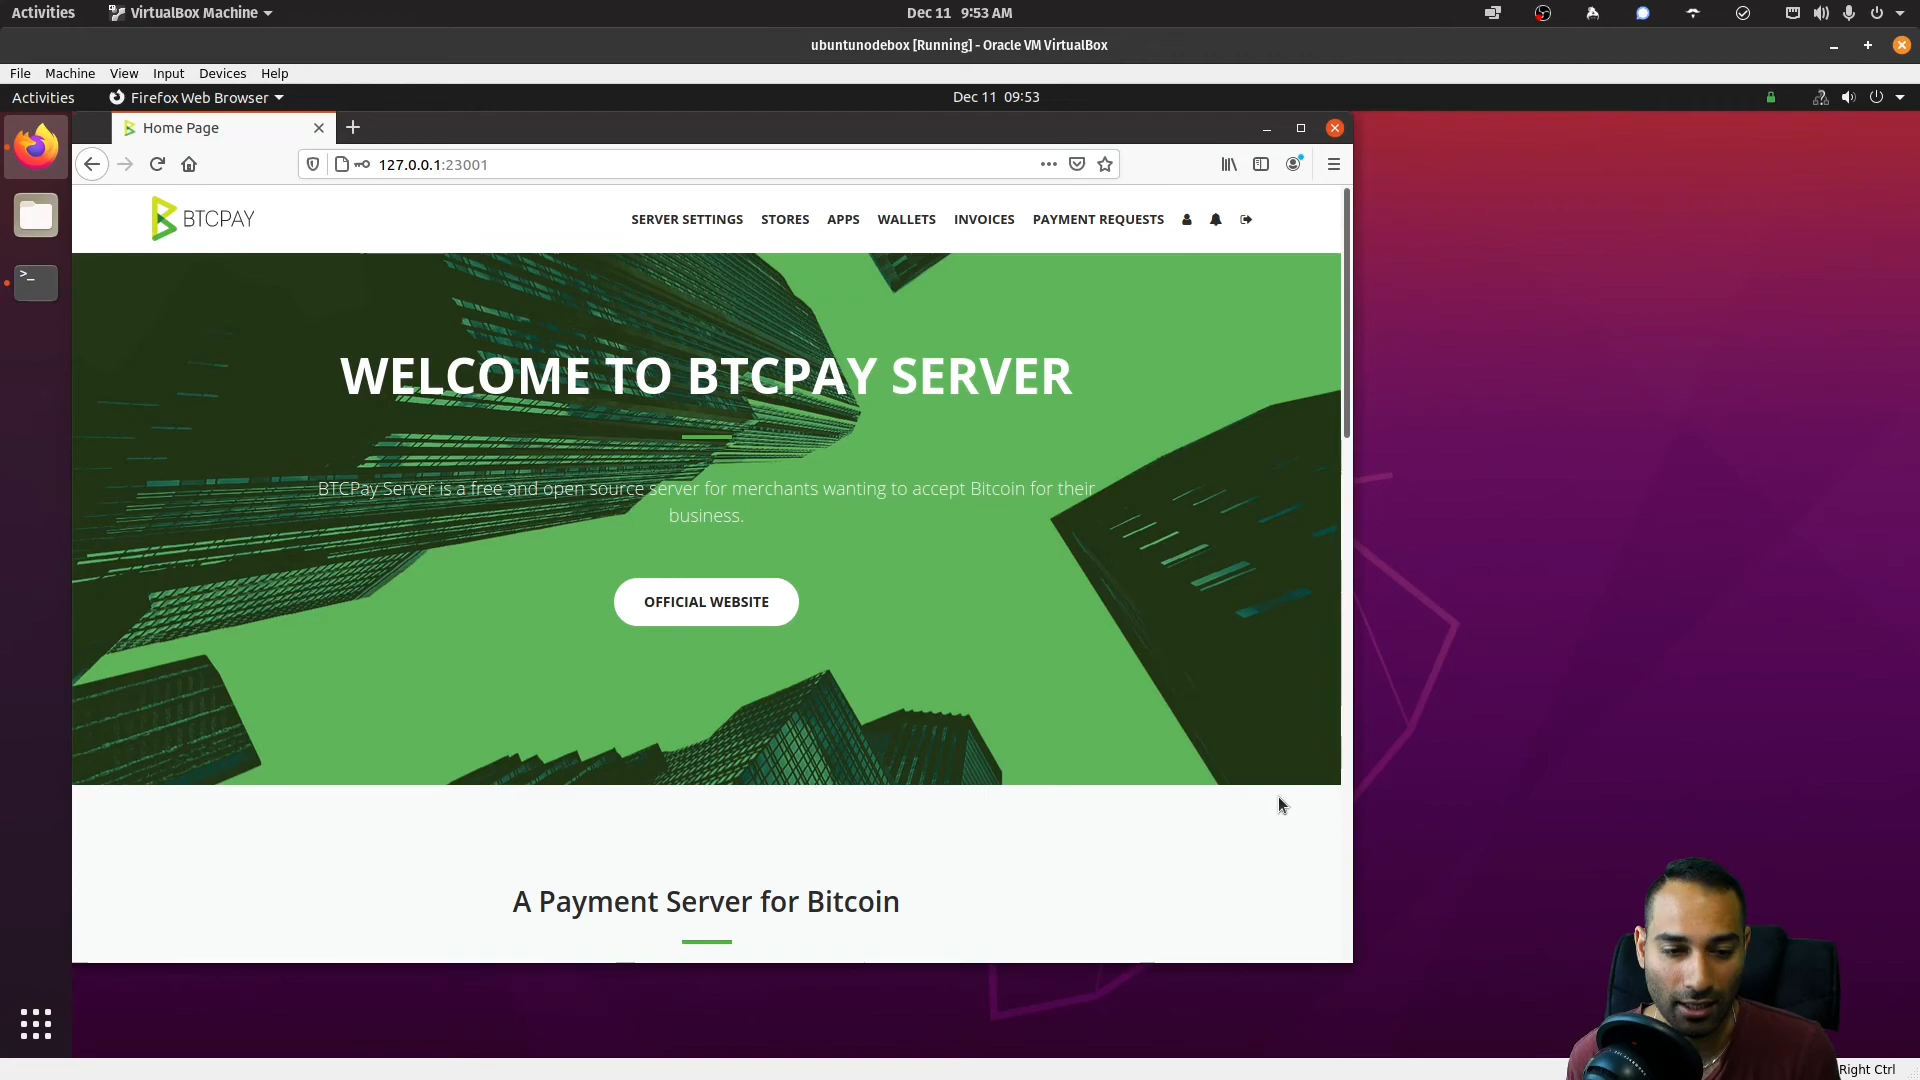 Activities VirtualBox Machine Dec 11 9:53 AM
ubuntunodebox [Running] - Oracle VM VirtualBox
File Machine View Input Devices Help
Activities Firefox Web Browser Dec 11 09:53
Home Page
127.0.0.1:23001
BTCPAY SERVER SETTINGS STORES APPS WALLETS INVOICES PAYMENT REQUESTS
WELCOME TO BTCPAY SERVER
BTCPay Server is a free and open source server for merchants wanting to accept Bitcoin for their
business.
OFFICIAL WEBSITE
A Payment Server for Bitcoin
Right Ctrl